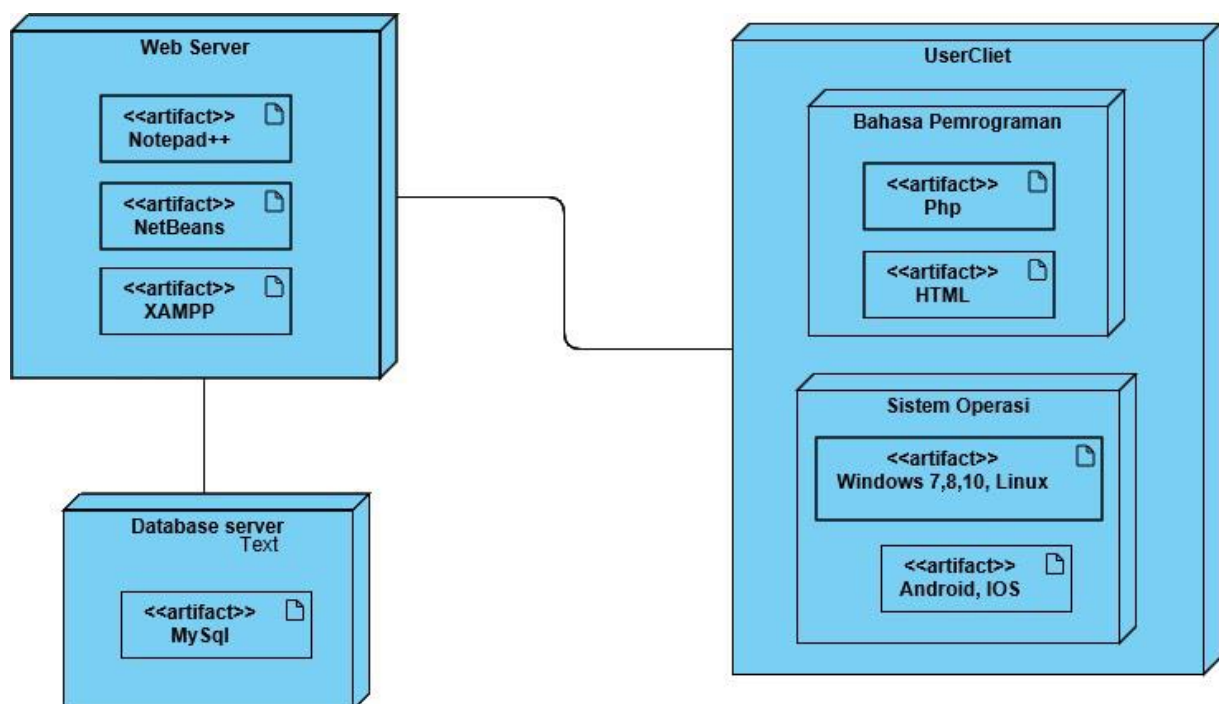 Web Server
<<artifact>>
Notepad++
<<artifact>>
NetBeans
<<artifact>>
XAMPP
Database server
Text
<<artifact>>
MySql
UserCliet
Bahasa Pemrograman
<<artifact>>
Php
<<artifact>>
HTML
Sistem Operasi
<<artifact>>
Windows 7,8,10, Linux
<<artifact>>
Android, IOS